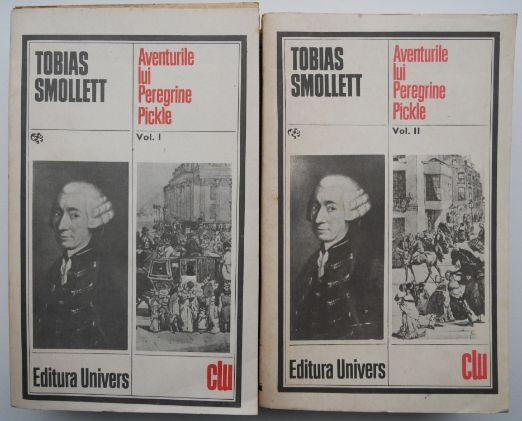 TOBIAS
SMOLLETT
Aventurile
lui
Peregrine
Pickle
Vol. I
Editura Univers
clu
TOBIAS
SMOLLETT
Aventurile
lui
Peregrine
Pickle
Vol. II
Editura Univers
clu